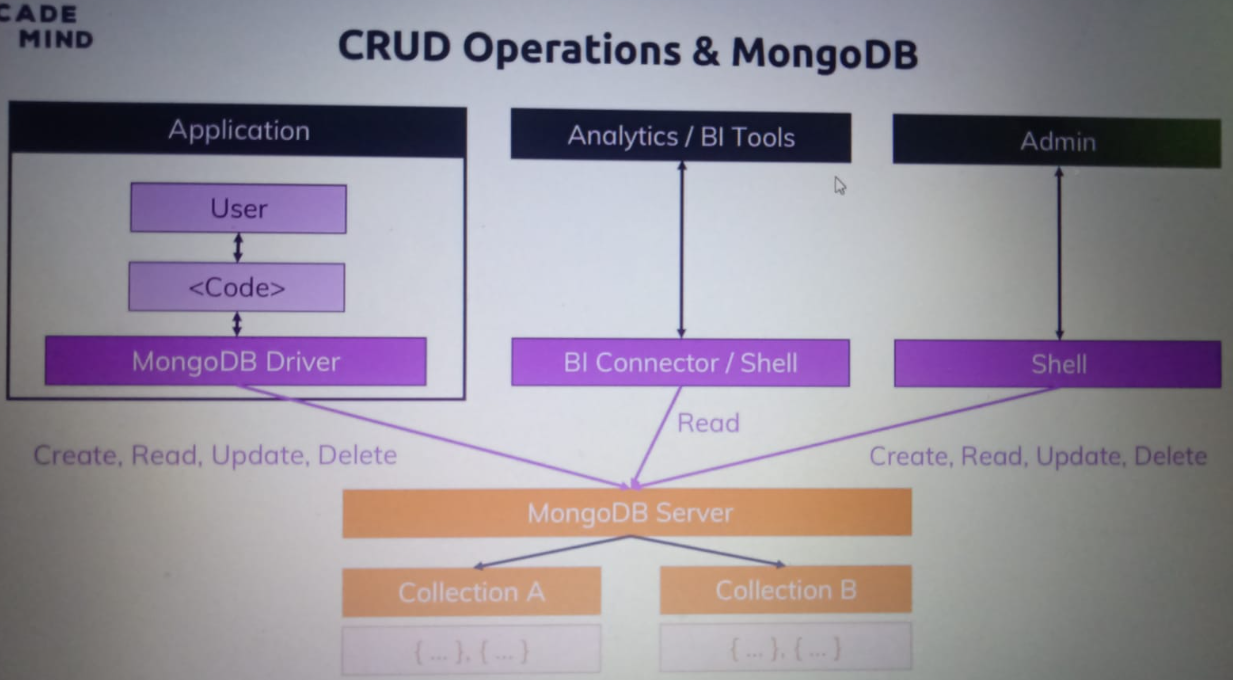 CADE
MIND
CRUD Operations & MongoDB
Application
Analytics / BI Tools
Admin
User
<Code>
MongoDB Driver
BI Connector / Shell
Shell
Read
Create, Read, Update, Delete
Create, Read, Update, Delete
MongoDB Server
Collection A
Collection B
{ ... }, { ... }
{ ... }, { ... }